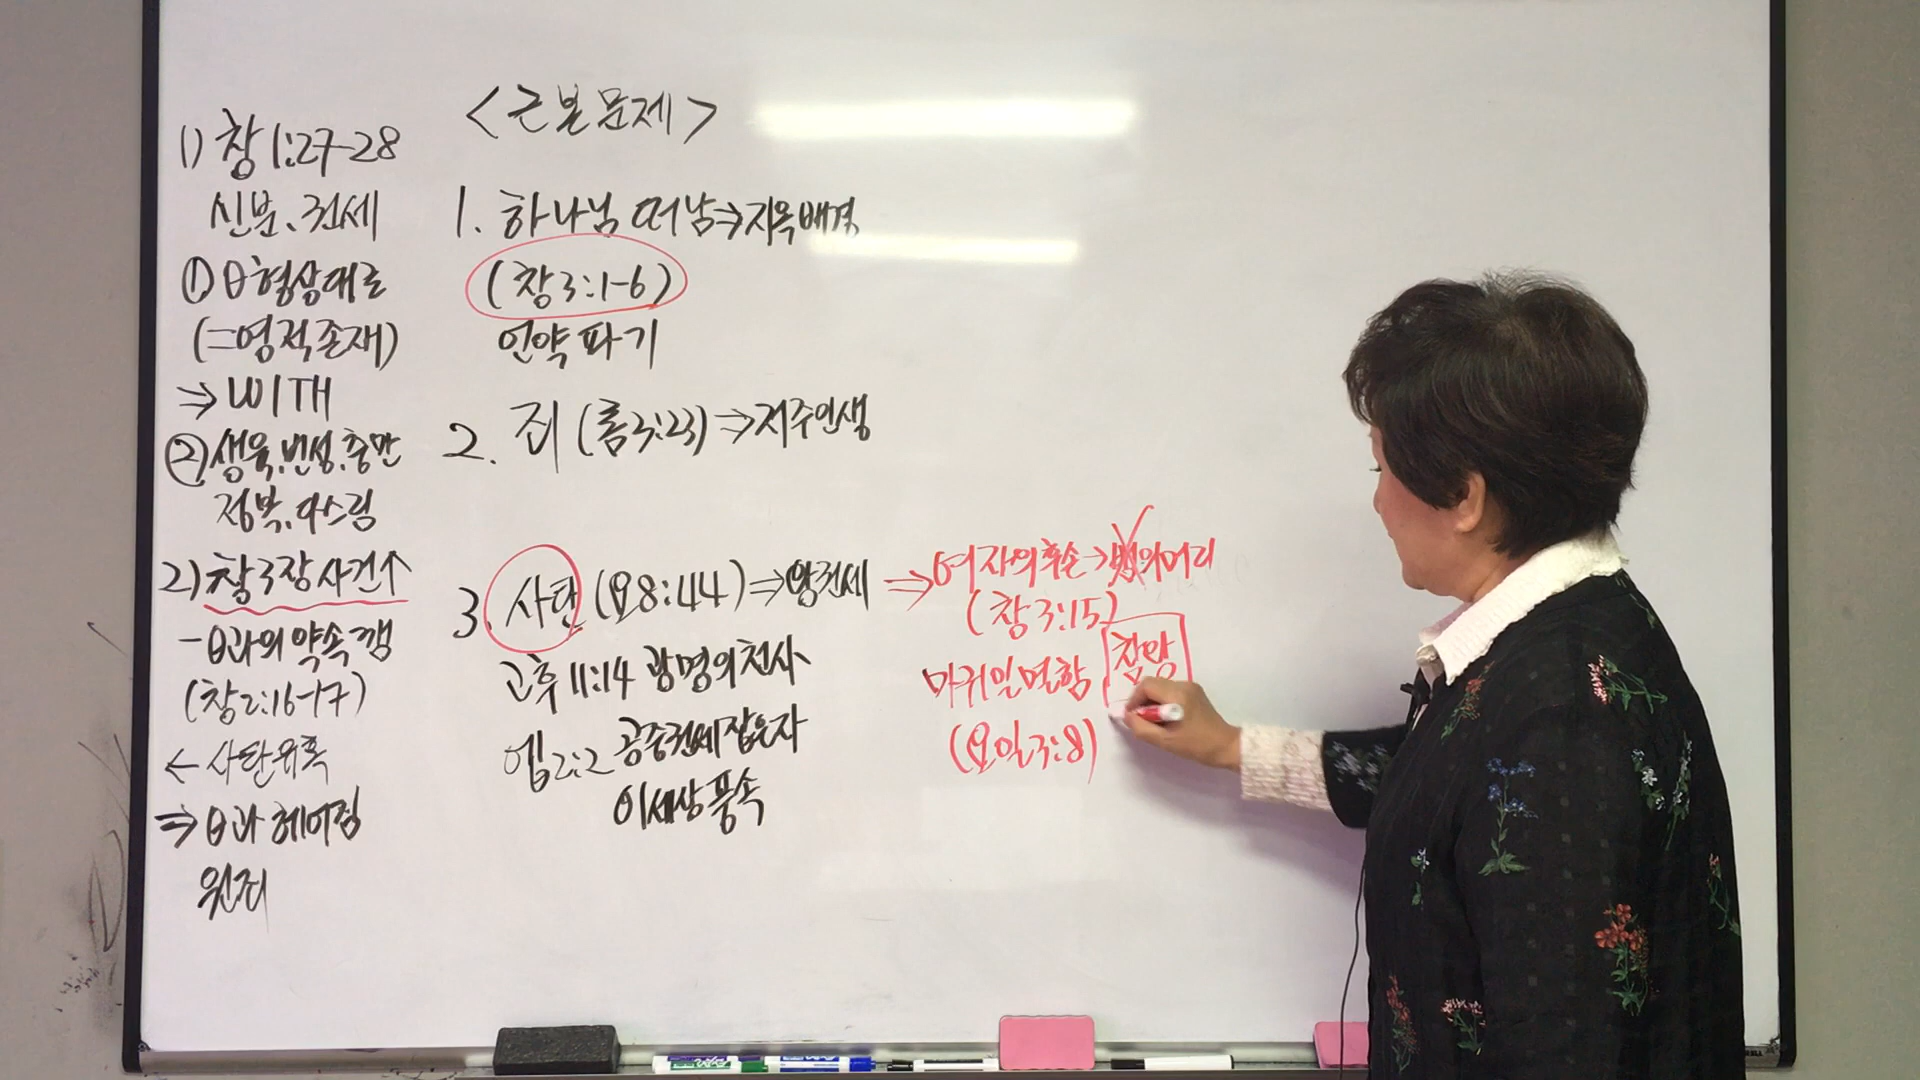 <근본문제>
1) 창1:27-28
신분、권세
① θ형상대로
(=영적존재)
⇒ WITH
② 생육、번성、충만
정복、다스림
2) 창3장사건↑
- θ과의 약속 깸
(창2:16-17)
← 사탄유혹
⇒ θ과 헤어짐
원죄
1. 하나님 떠남⇒지옥배경
(창3:1-6)
언약파기
2. 죄 (롬3:23)⇒저주인생
3. 사탄 (요8:44)⇒왕권세
고후 11:14 광명의천사
엡2:2 공중권세잡은자
이세상풍속
⇒여자의후손→뱀의머리
(창3:15)
마귀일멸함
참왕
(요일3:8)